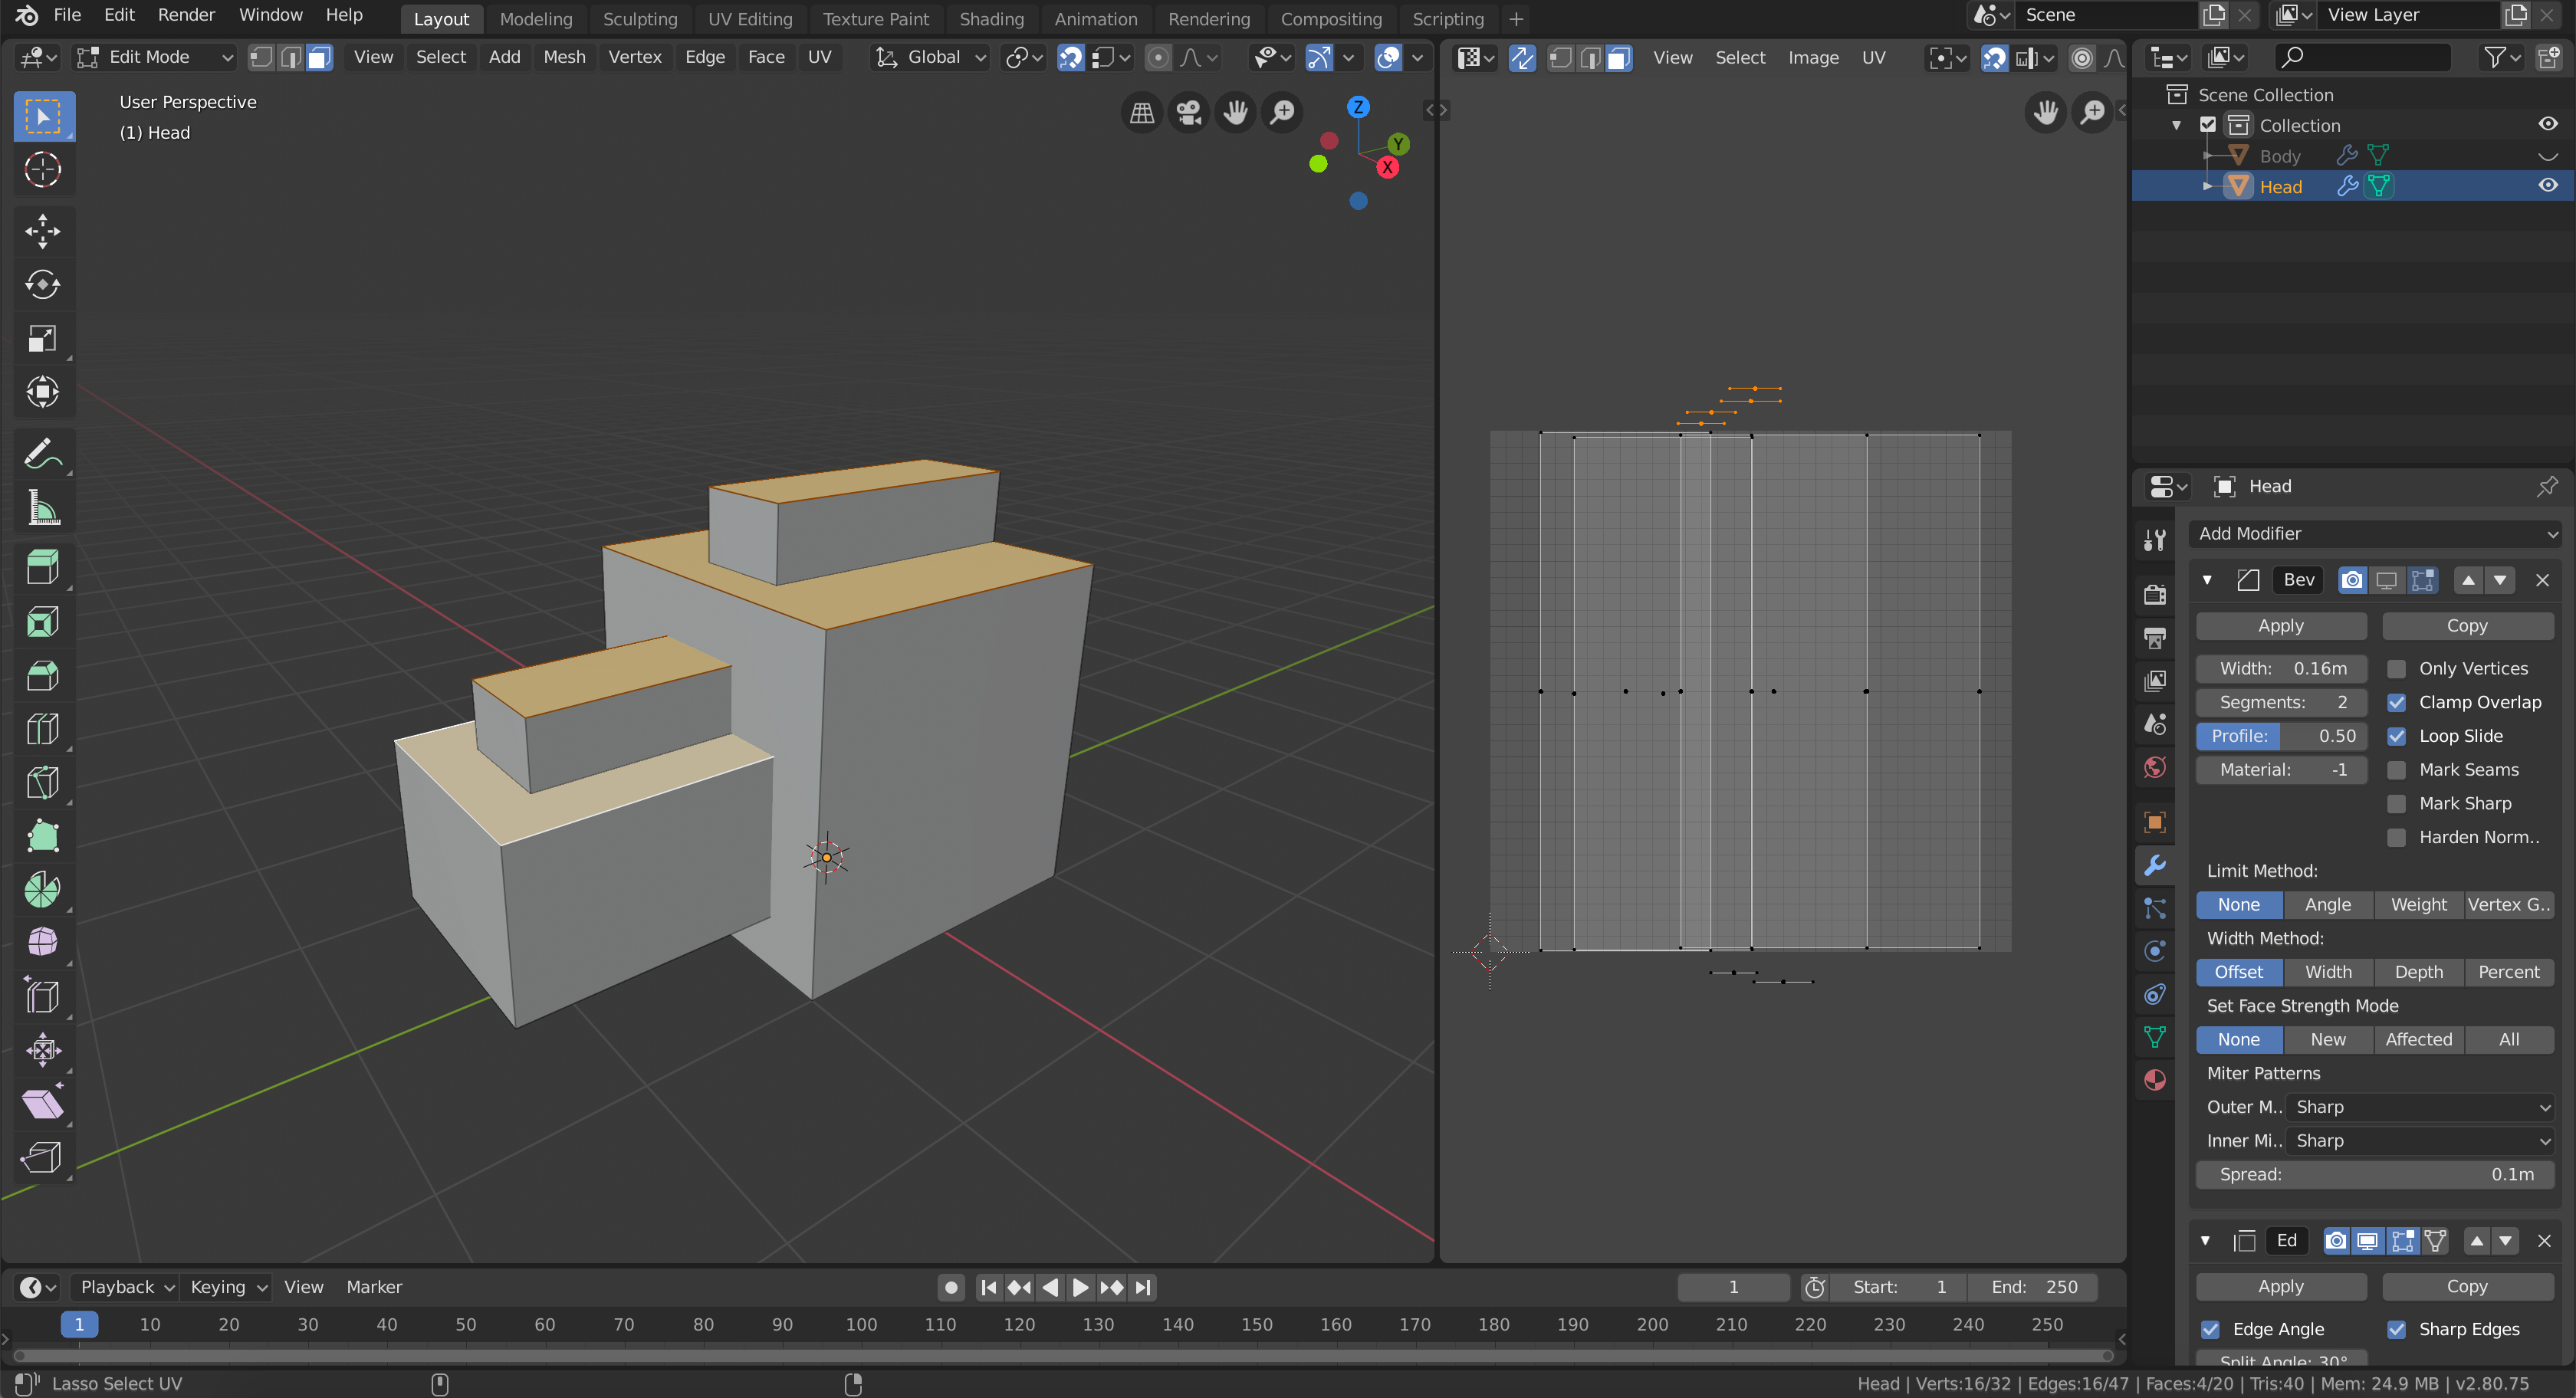 File Edit Render Window Help Layout Modeling Sculpting UV Editing Texture Paint Shading Animation Rendering Compositing Scripting + Scene View Layer
Edit Mode View Select Add Mesh Vertex Edge Face UV Global View Select Image UV
User Perspective
(1) Head
Z
Y
X
Scene Collection
Collection
Body
Head
Head
Add Modifier
Bev
Apply Copy
Width: 0.16m Only Vertices
Segments: 2 Clamp Overlap
Profile: 0.50 Loop Slide
Material: -1 Mark Seams
Mark Sharp
Harden Norm..
Limit Method:
None Angle Weight Vertex G..
Width Method:
Offset Width Depth Percent
Set Face Strength Mode
None New Affected All
Miter Patterns
Outer M.. Sharp
Inner Mi.. Sharp
Spread: 0.1m
Ed
Apply Copy
Edge Angle Sharp Edges
Split Angle: 30°
Playback Keying View Marker 1 Start: 1 End: 250
1 10 20 30 40 50 60 70 80 90 100 110 120 130 140 150 160 170 180 190 200 210 220 230 240 250
Lasso Select UV
Head | Verts:16/32 | Edges:16/47 | Faces:4/20 | Tris:40 | Mem: 24.9 MB | v2.80.75